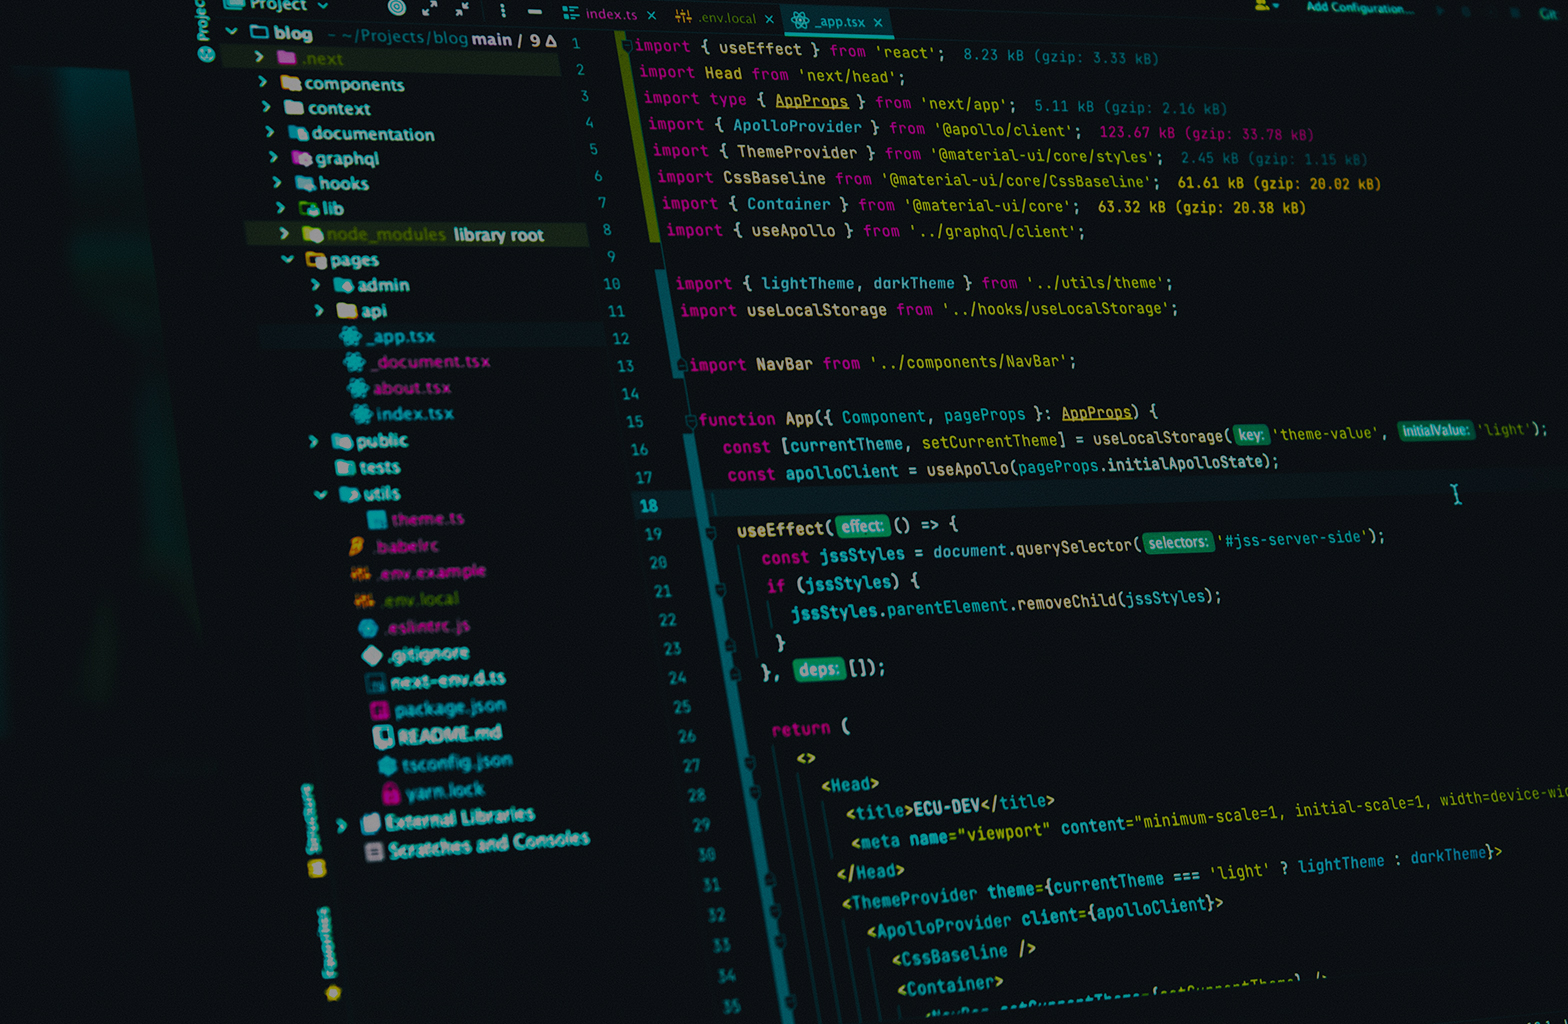 Project
index.ts
.env.local
_app.tsx
Add Configuration...
Git
Project
blog ~/Projects/blog main / 9 Δ
.next
components
context
documentation
graphql
hooks
lib
node_modules library root
pages
admin
api
_app.tsx
_document.tsx
about.tsx
index.tsx
public
tests
utils
theme.ts
.babelrc
.env.example
.env.local
.eslintrc.js
.gitignore
next-env.d.ts
package.json
README.md
tsconfig.json
yarn.lock
External Libraries
Scratches and Consoles
Structure
Favorites
1 import { useEffect } from 'react'; 8.23 kB (gzip: 3.33 kB)
2 import Head from 'next/head';
3 import type { AppProps } from 'next/app'; 5.11 kB (gzip: 2.16 kB)
4 import { ApolloProvider } from '@apollo/client'; 123.67 kB (gzip: 33.78 kB)
5 import { ThemeProvider } from '@material-ui/core/styles'; 2.45 kB (gzip: 1.15 kB)
6 import CssBaseline from '@material-ui/core/CssBaseline'; 61.61 kB (gzip: 20.02 kB)
7 import { Container } from '@material-ui/core'; 63.32 kB (gzip: 20.38 kB)
8 import { useApollo } from '../graphql/client';
9
10 import { lightTheme, darkTheme } from '../utils/theme';
11 import useLocalStorage from '../hooks/useLocalStorage';
12
13 import NavBar from '../components/NavBar';
14
15 function App({ Component, pageProps }: AppProps) {
16 const [currentTheme, setCurrentTheme] = useLocalStorage( key: 'theme-value', initialValue: 'light');
17 const apolloClient = useApollo(pageProps.initialApolloState);
18
19 useEffect( effect: () => {
20 const jssStyles = document.querySelector( selectors: '#jss-server-side');
21 if (jssStyles) {
22 jssStyles.parentElement.removeChild(jssStyles);
23 }
24 }, deps: []);
25
26 return (
27 <>
28 <Head>
29 <title>ECU-DEV</title>
30 <meta name="viewport" content="minimum-scale=1, initial-scale=1, width=device-wid
31 </Head>
32 <ThemeProvider theme={currentTheme === 'light' ? lightTheme : darkTheme}>
33 <ApolloProvider client={apolloClient}>
34 <CssBaseline />
35 <Container>
<NavBar setCurrentTheme={setCurrentTheme} />